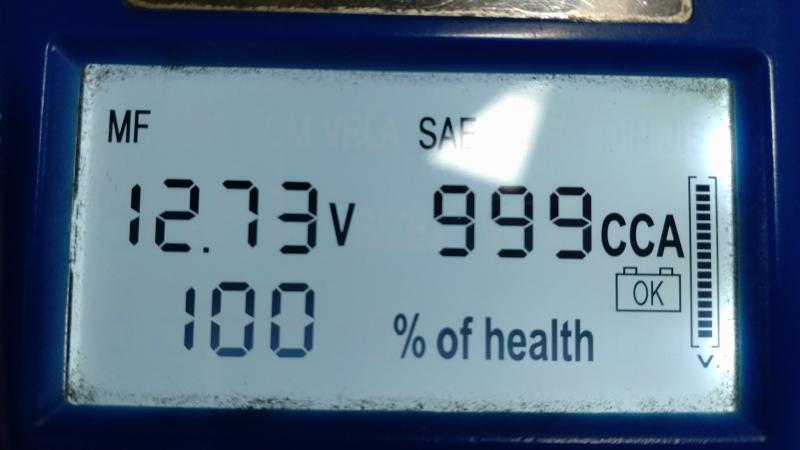 MF SAE
12.73 V 999 CCA
OK
100 % of health